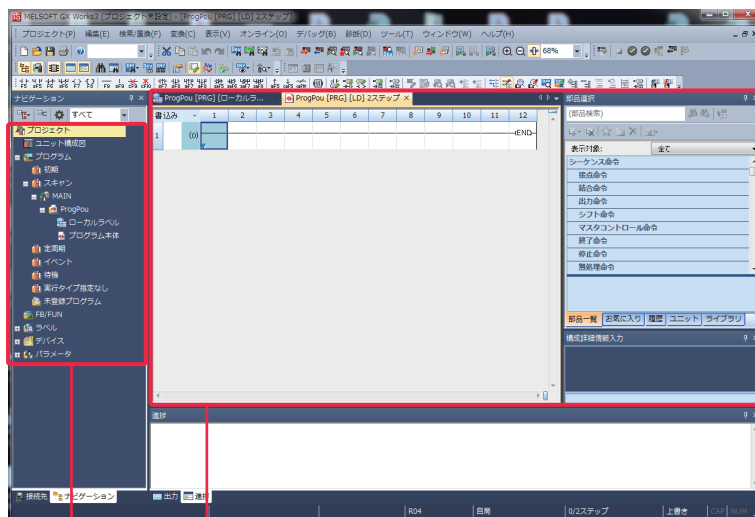 MELSOFT GX Works3 (プロジェクト未設定) - [ProgPou [PRG] [LD] 2ステップ]
プロジェクト(P) 編集(E) 検索/置換(F) 変換(C) 表示(V) オンライン(O) デバッグ(B) 診断(D) ツール(T) ウィンドウ(W) ヘルプ(H)
68%
ナビゲーション
すべて
プロジェクト
ユニット構成図
プログラム
初期
スキャン
MAIN
ProgPou
ローカルラベル
プログラム本体
定周期
イベント
待機
実行タイプ指定なし
未登録プログラム
FB/FUN
ラベル
デバイス
パラメータ
接続先 ナビゲーション
ProgPou [PRG] [ローカルラ... ProgPou [PRG] [LD] 2ステップ
書込み 1 2 3 4 5 6 7 8 9 10 11 12
1 (0) END
部品選択
(部品検索)
表示対象: 全て
シーケンス命令
接点命令
結合命令
出力命令
シフト命令
マスタコントロール命令
終了命令
停止命令
無処理命令
部品一覧 お気に入り 履歴 ユニット ライブラリ
構成詳細情報入力
進捗
出力 進捗
R04 自局 0/2ステップ 上書き CAP NUM